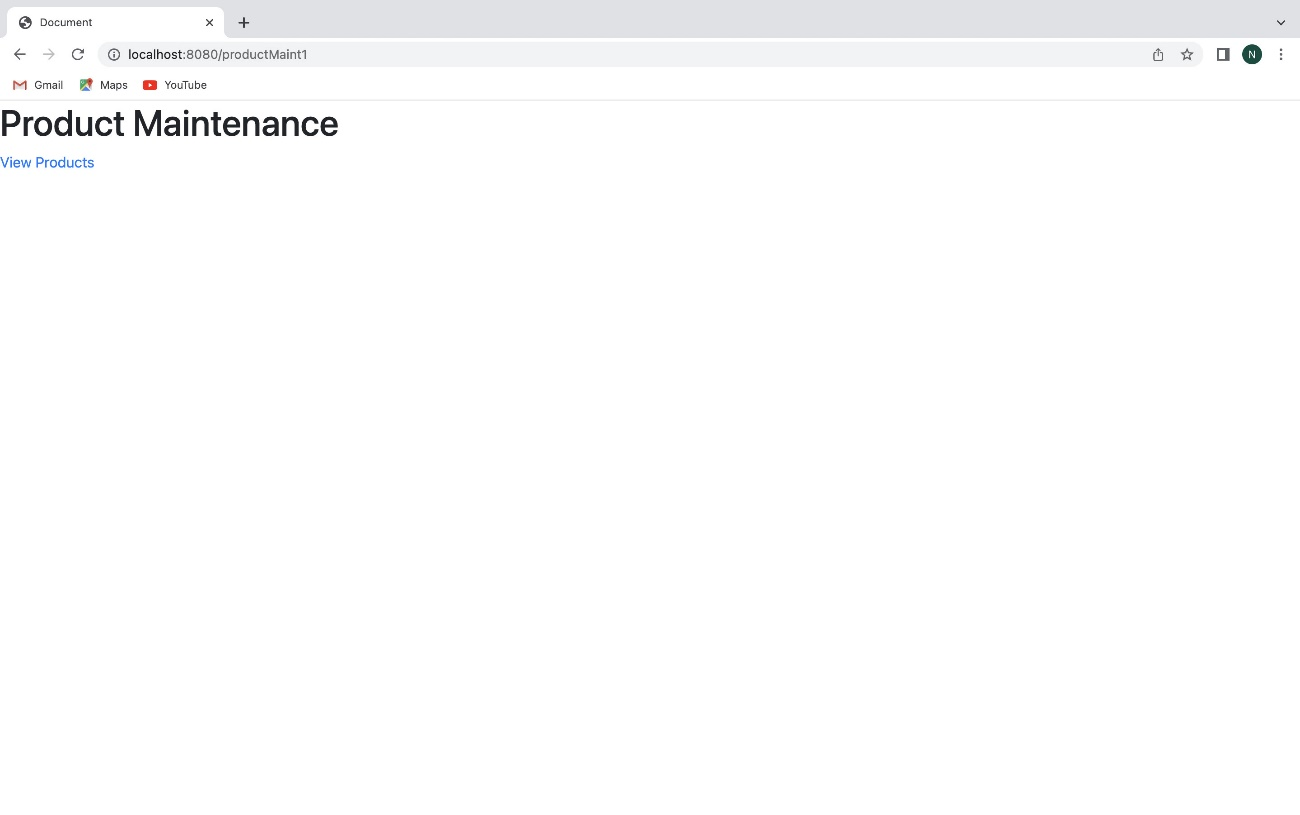 Document
localhost:8080/productMaint1
N
Gmail Maps YouTube
Product Maintenance
View Products